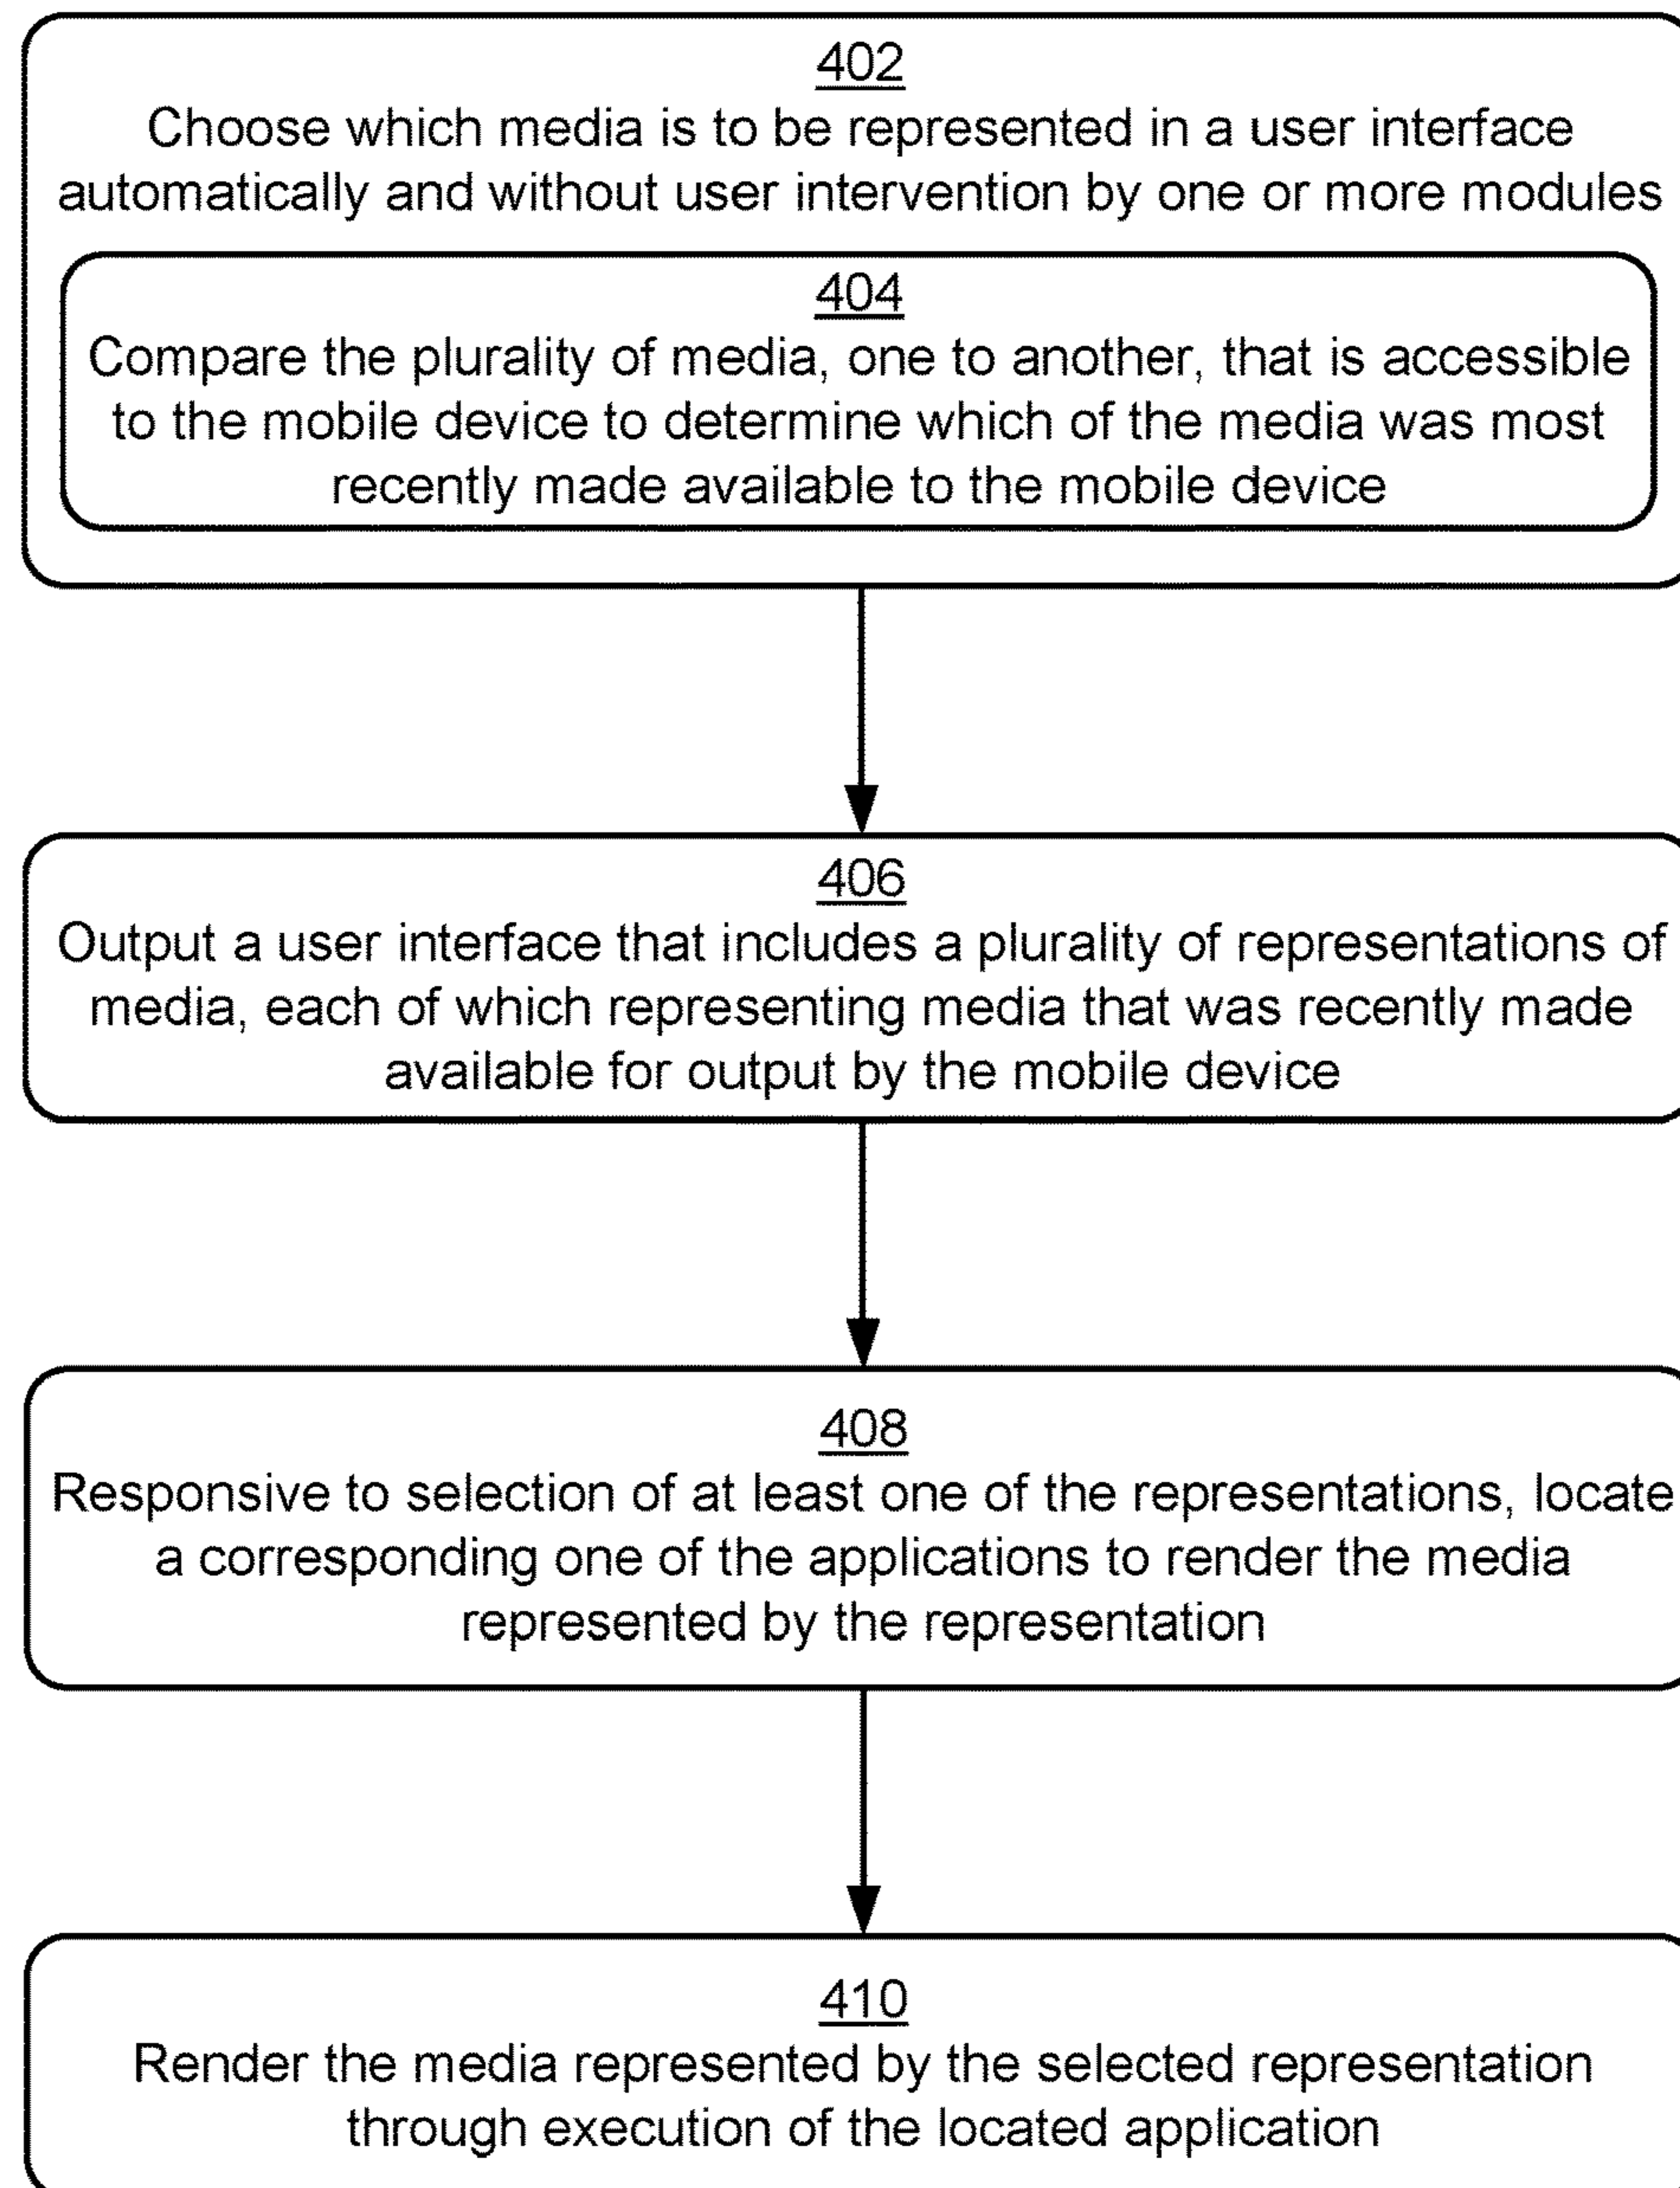 402
Choose which media is to be represented in a user interface
automatically and without user intervention by one or more modules
404
Compare the plurality of media, one to another, that is accessible
to the mobile device to determine which of the media was most
recently made available to the mobile device
406
Output a user interface that includes a plurality of representations of
media, each of which representing media that was recently made
available for output by the mobile device
408
Responsive to selection of at least one of the representations, locate
a corresponding one of the applications to render the media
represented by the representation
410
Render the media represented by the selected representation
through execution of the located application